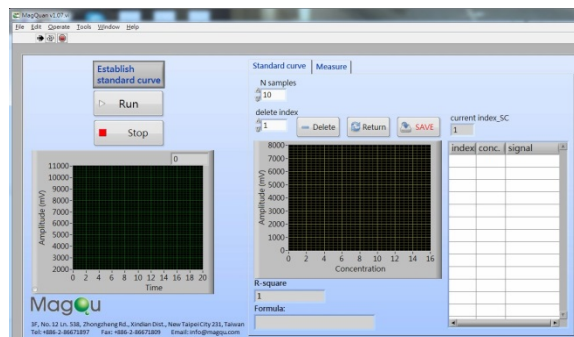 MagQuan v1.07.vi
File Edit Operate Tools Window Help
Establish
standard curve
Run
Stop
0
11000
10000
9000
8000
7000
6000
5000
4000
3000
2000
Amplitude (mV)
0 2 4 6 8 10 12 14 16 18 20
Time
MagQu
3F, No. 12 Ln. 538, Zhongzheng Rd., Xindian Dist., New Taipei City 231, Taiwan
Tel: +886-2-86671897 Fax: +886-2-86671809 Email: info@magqu.com
Standard curve Measure
N samples
10
delete index
1 Delete Return SAVE
current index_SC
1
8000
7000
6000
5000
4000
3000
2000
1000
0
Amplitude (mV)
0 2 4 6 8 10 12 14 16
Concentration
R-square
1
Formula:
index conc. signal